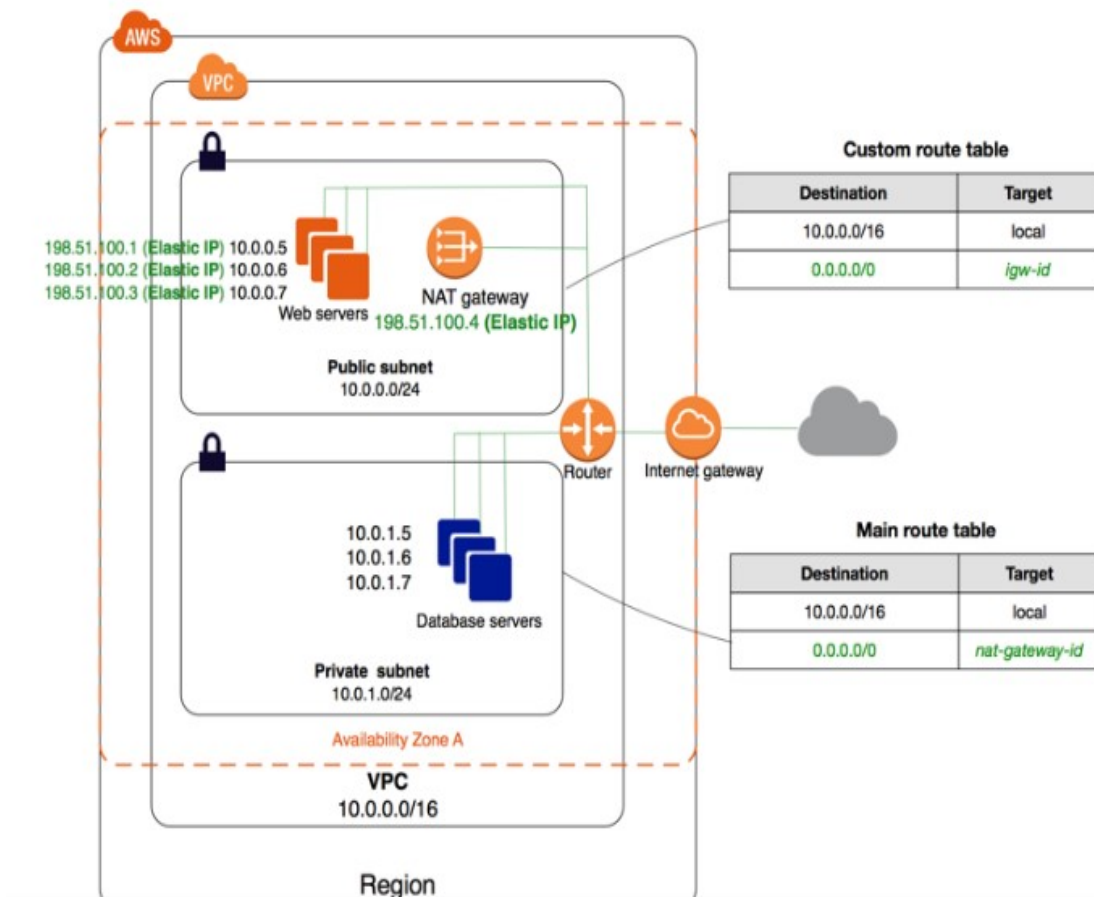 AWS
VPC
198.51.100.1 (Elastic IP) 10.0.0.5
198.51.100.2 (Elastic IP) 10.0.0.6
198.51.100.3 (Elastic IP) 10.0.0.7
Web servers
NAT gateway
198.51.100.4 (Elastic IP)
Public subnet
10.0.0.0/24
Custom route table
Destination Target
10.0.0.0/16 local
0.0.0.0/0 igw-id
Router
Internet gateway
10.0.1.5
10.0.1.6
10.0.1.7
Database servers
Private subnet
10.0.1.0/24
Main route table
Destination Target
10.0.0.0/16 local
0.0.0.0/0 nat-gateway-id
Availability Zone A
VPC
10.0.0.0/16
Region